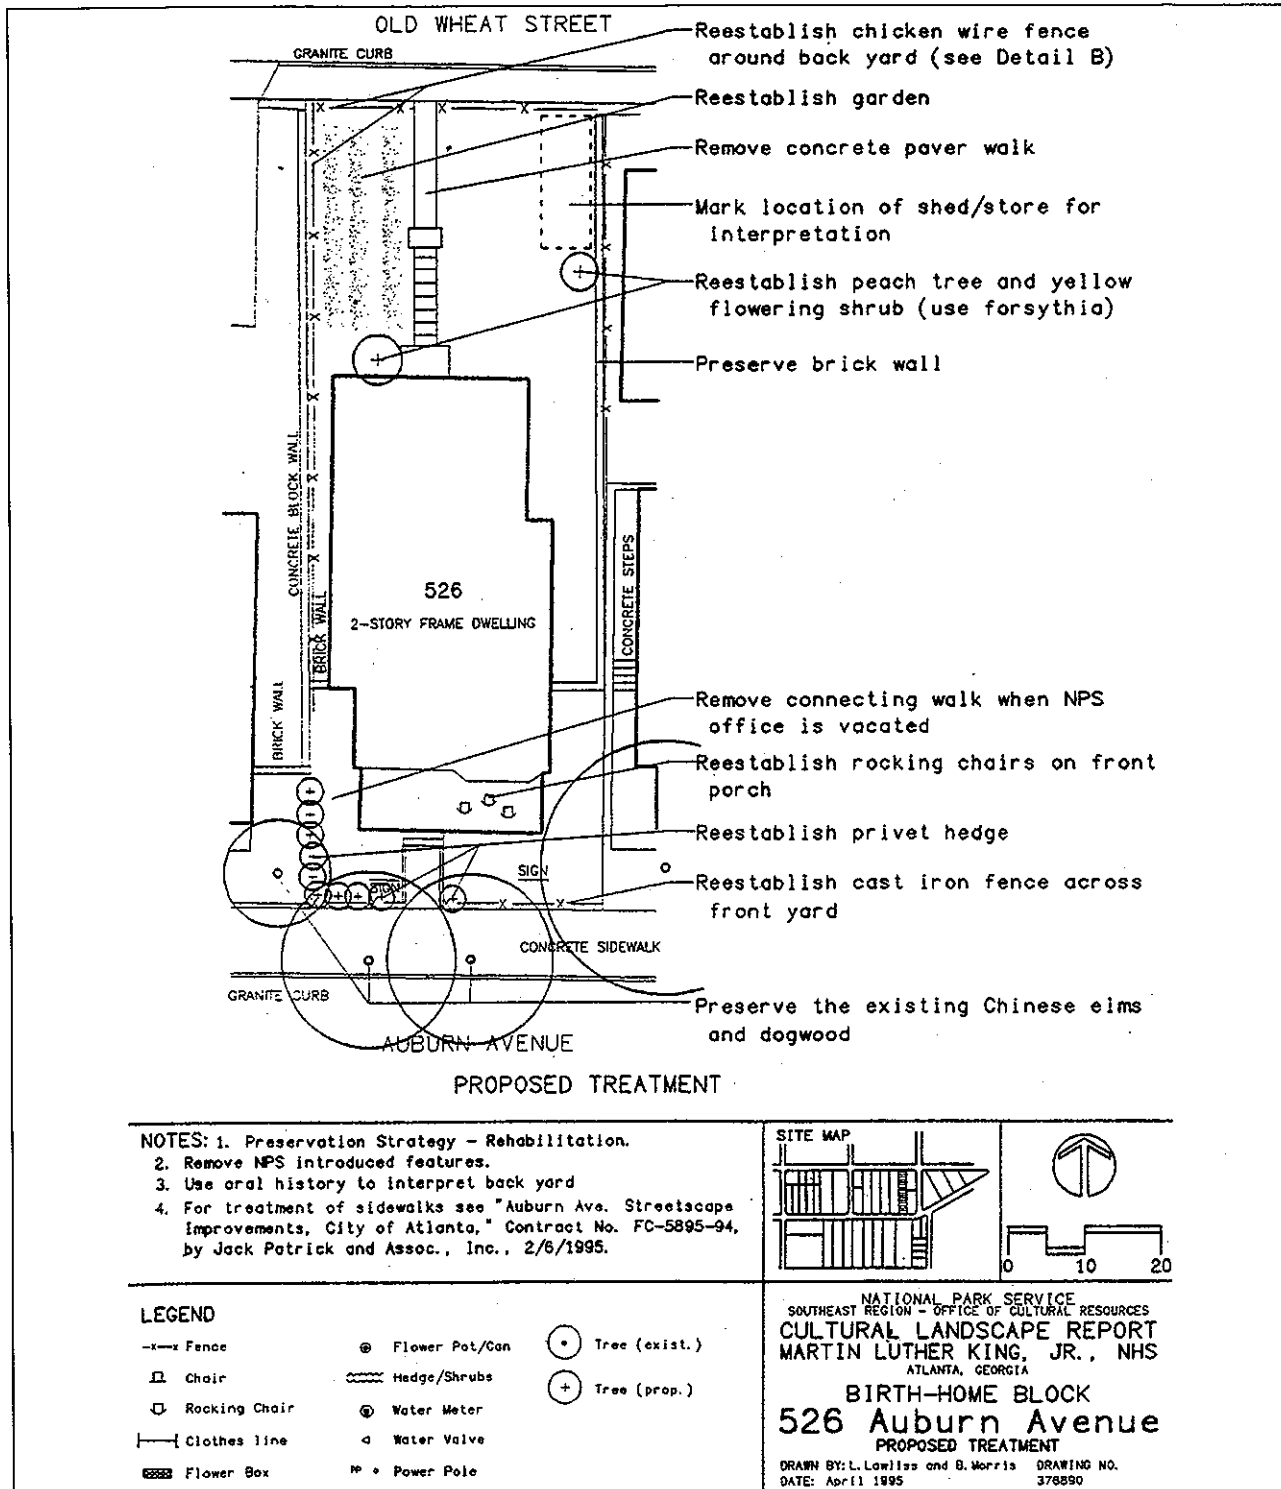 OLD WHEAT STREET
GRANITE CURB
Reestablish chicken wire fence
around back yard (see Detail B)
Reestablish garden
Remove concrete paver walk
Mark location of shed/store for
interpretation
Reestablish peach tree and yellow
flowering shrub (use forsythia)
Preserve brick wall
CONCRETE BLOCK WALL
BRICK WALL
BRICK WALL
526
2-STORY FRAME DWELLING
CONCRETE STEPS
Remove connecting walk when NPS
office is vacated
Reestablish rocking chairs on front
porch
Reestablish privet hedge
SIGN
SIGN
Reestablish cast iron fence across
front yard
CONCRETE SIDEWALK
GRANITE CURB
Preserve the existing Chinese elms
and dogwood
AUBURN AVENUE
PROPOSED TREATMENT
NOTES: 1. Preservation Strategy - Rehabilitation.
2. Remove NPS introduced features.
3. Use oral history to interpret back yard
4. For treatment of sidewalks see "Auburn Ave. Streetscape
Improvements, City of Atlanta," Contract No. FC-5895-94,
by Jack Patrick and Assoc., Inc., 2/6/1995.
SITE MAP
0 10 20
LEGEND
-x-x Fence
Chair
Rocking Chair
Clothes line
Flower Box
Flower Pot/Can
Hedge/Shrubs
Water Meter
Water Valve
PP Power Pole
Tree (exist.)
Tree (prop.)
NATIONAL PARK SERVICE
SOUTHEAST REGION - OFFICE OF CULTURAL RESOURCES
CULTURAL LANDSCAPE REPORT
MARTIN LUTHER KING, JR., NHS
ATLANTA, GEORGIA
BIRTH-HOME BLOCK
526 Auburn Avenue
PROPOSED TREATMENT
DRAWN BY: L. Lawliss and B. Morris DRAWING NO.
DATE: April 1995 376890